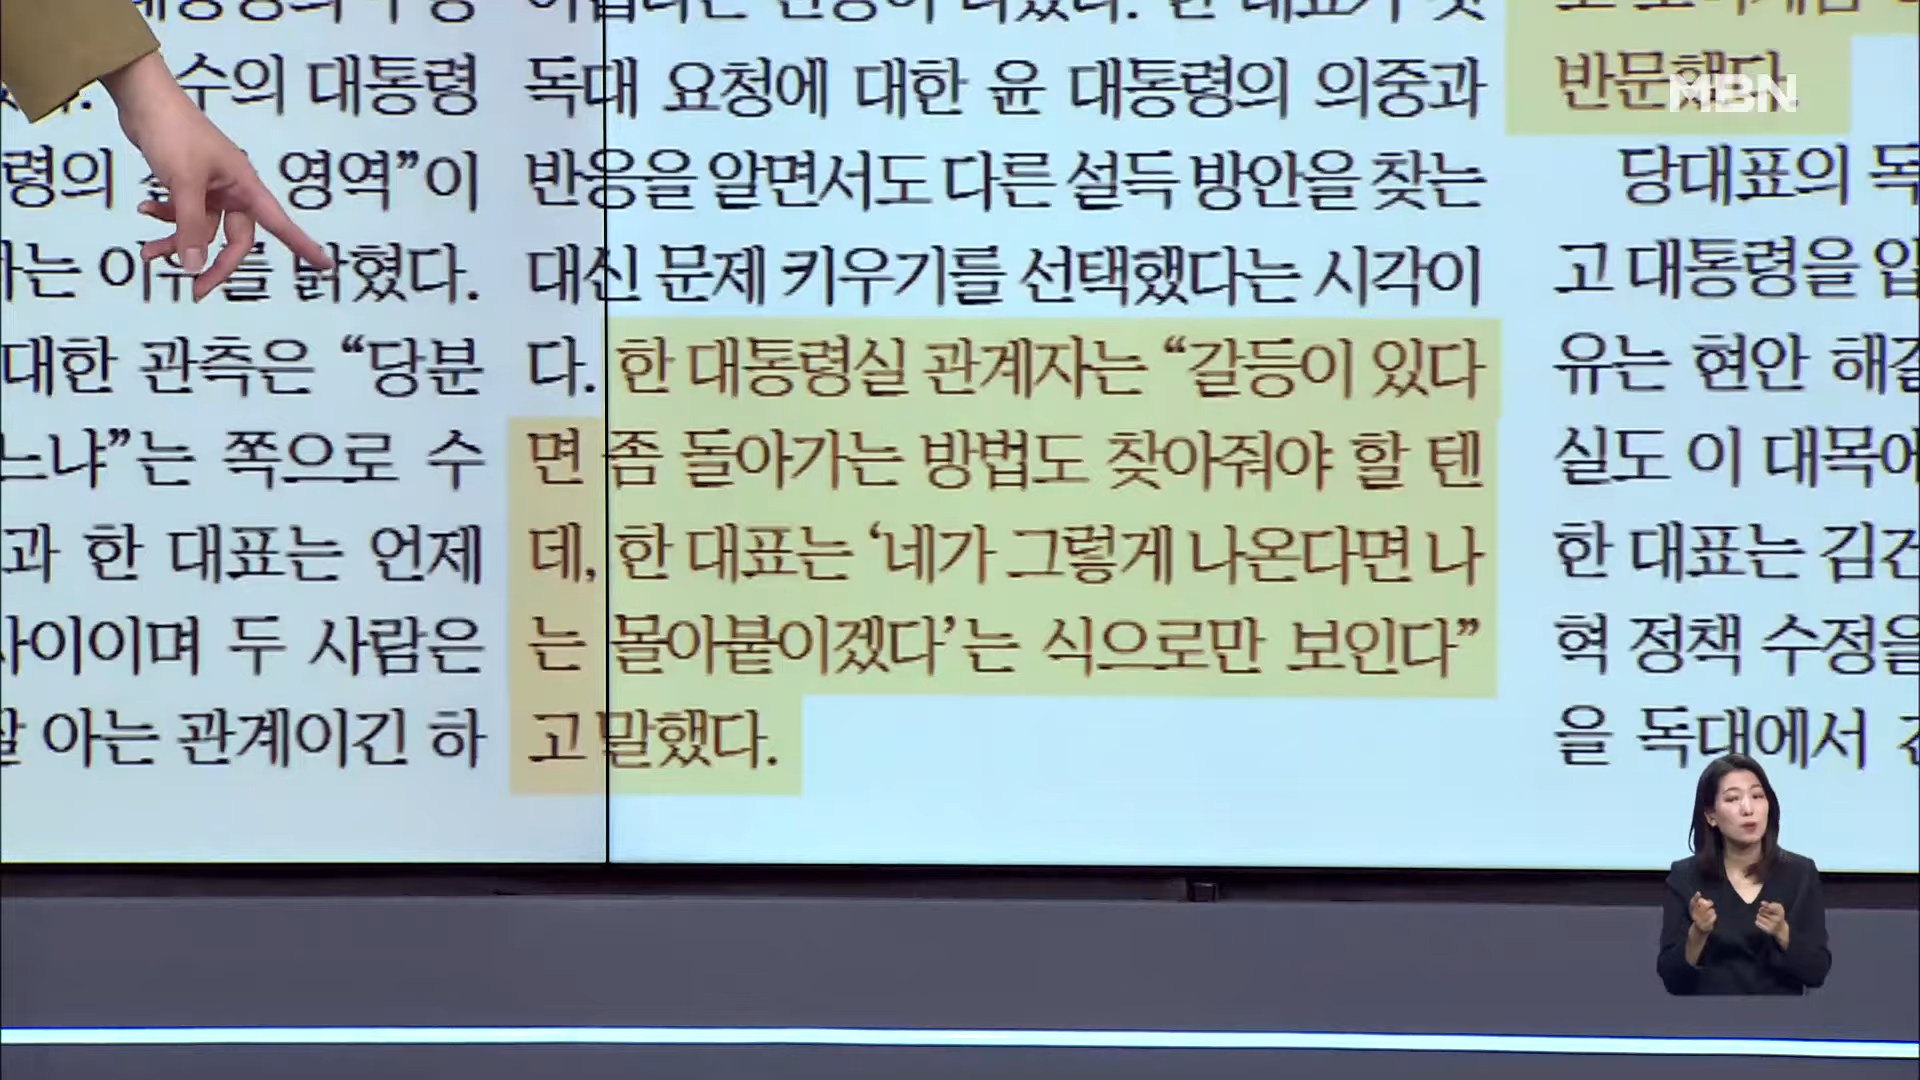 수의 대통령
령의 영역”이
는 이유를 밝혔다.
대한 관측은 “당분
느냐”는 쪽으로 수
과 한 대표는 언제
사이이며 두 사람은
잘 아는 관계이긴 하
독대 요청에 대한 윤 대통령의 의중과
반응을 알면서도 다른 설득 방안을 찾는
대신 문제 키우기를 선택했다는 시각이
다. 한 대통령실 관계자는 “갈등이 있다
면 좀 돌아가는 방법도 찾아줘야 할 텐
데, 한 대표는 ‘네가 그렇게 나온다면 나
는 몰아붙이겠다’는 식으로만 보인다”
고 말했다.
반문했다.
당대표의 독
고 대통령을 압
유는 현안 해결
실도 이 대목에
한 대표는 김건
혁 정책 수정을
을 독대에서
MBN